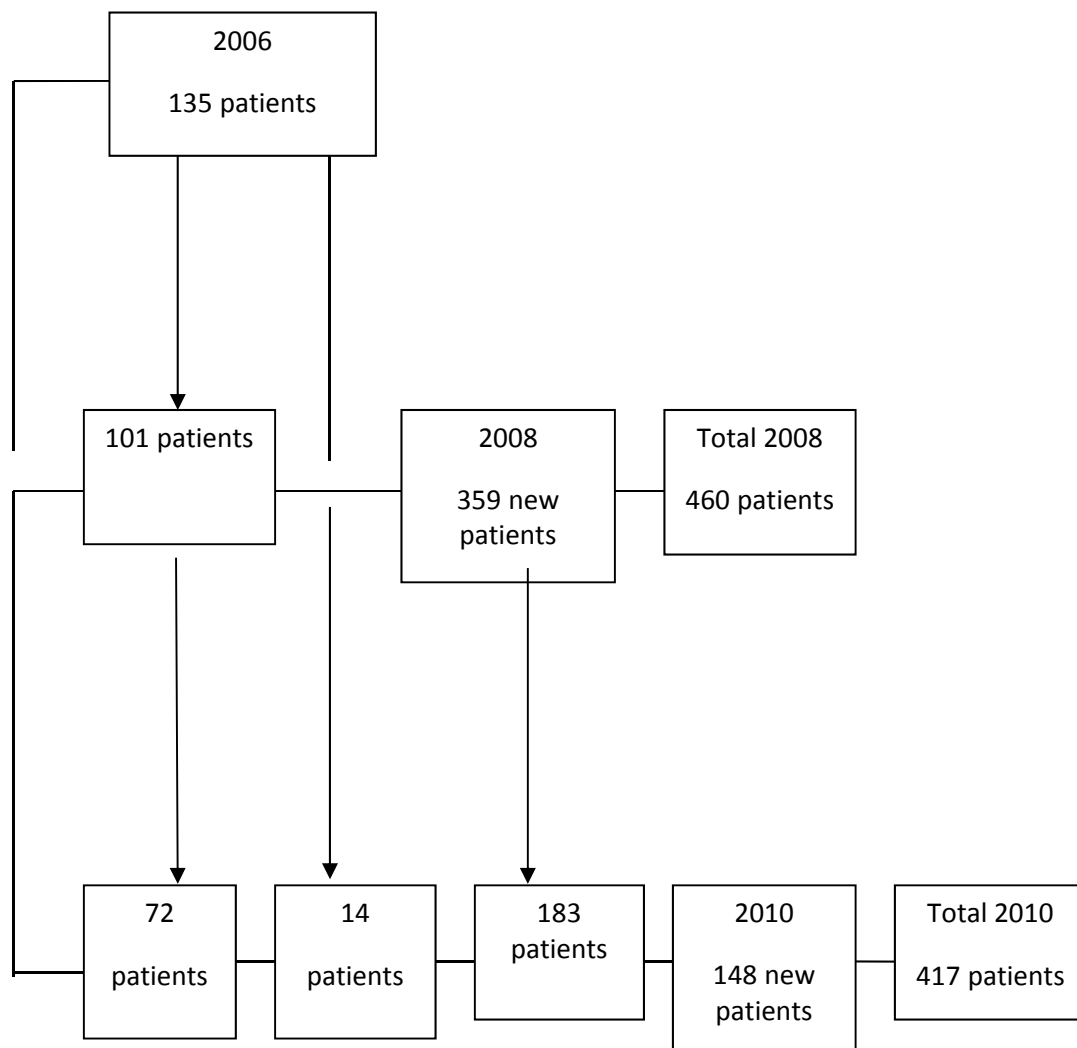 2006
135 patients
101 patients
2008
359 new
patients
Total 2008
460 patients
72
patients
14
patients
183
patients
2010
148 new
patients
Total 2010
417 patients